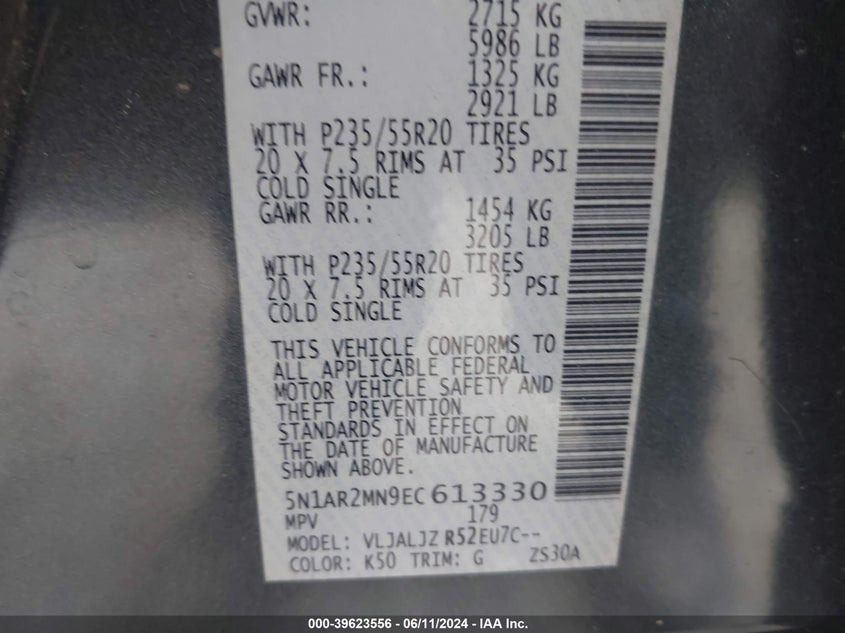 GVWR: 2715 KG
5986 LB
GAWR FR.: 1325 KG
2921 LB
WITH P235/55R20 TIRES
20 X 7.5 RIMS AT 35 PSI
COLD SINGLE
GAWR RR.: 1454 KG
3205 LB
WITH P235/55R20 TIRES
20 X 7.5 RIMS AT 35 PSI
COLD SINGLE
THIS VEHICLE CONFORMS TO
ALL APPLICABLE FEDERAL
MOTOR VEHICLE SAFETY AND
THEFT PREVENTION
STANDARDS IN EFFECT ON
THE DATE OF MANUFACTURE
SHOWN ABOVE.
5N1AR2MN9EC613330
MPV 179
MODEL: VLJALJZ R52EU7C--
COLOR: K50 TRIM: G ZS30A
000-39623556 - 06/11/2024 - IAA Inc.